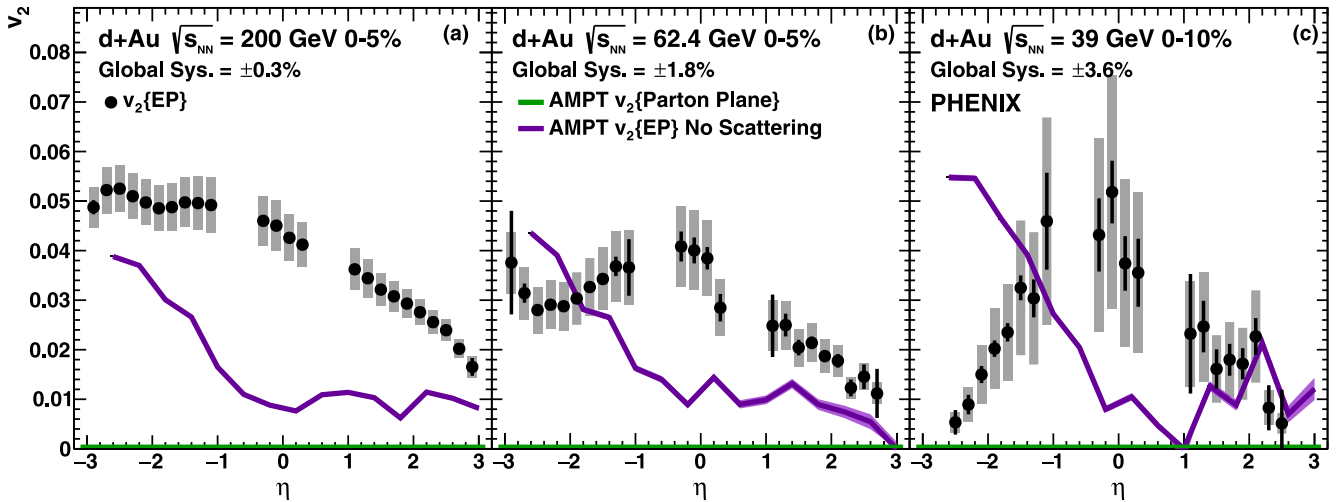 v2
0.08
0.07
0.06
0.05
0.04
0.03
0.02
0.01
0
d+Au √sNN = 200 GeV 0-5% (a)
Global Sys. = ±0.3%
v2{EP}
−3 −2 −1 0 1 2 3
η
d+Au √sNN = 62.4 GeV 0-5% (b)
Global Sys. = ±1.8%
AMPT v2{Parton Plane}
AMPT v2{EP} No Scattering
−3 −2 −1 0 1 2 3
η
d+Au √sNN = 39 GeV 0-10% (c)
Global Sys. = ±3.6%
PHENIX
−3 −2 −1 0 1 2 3
η